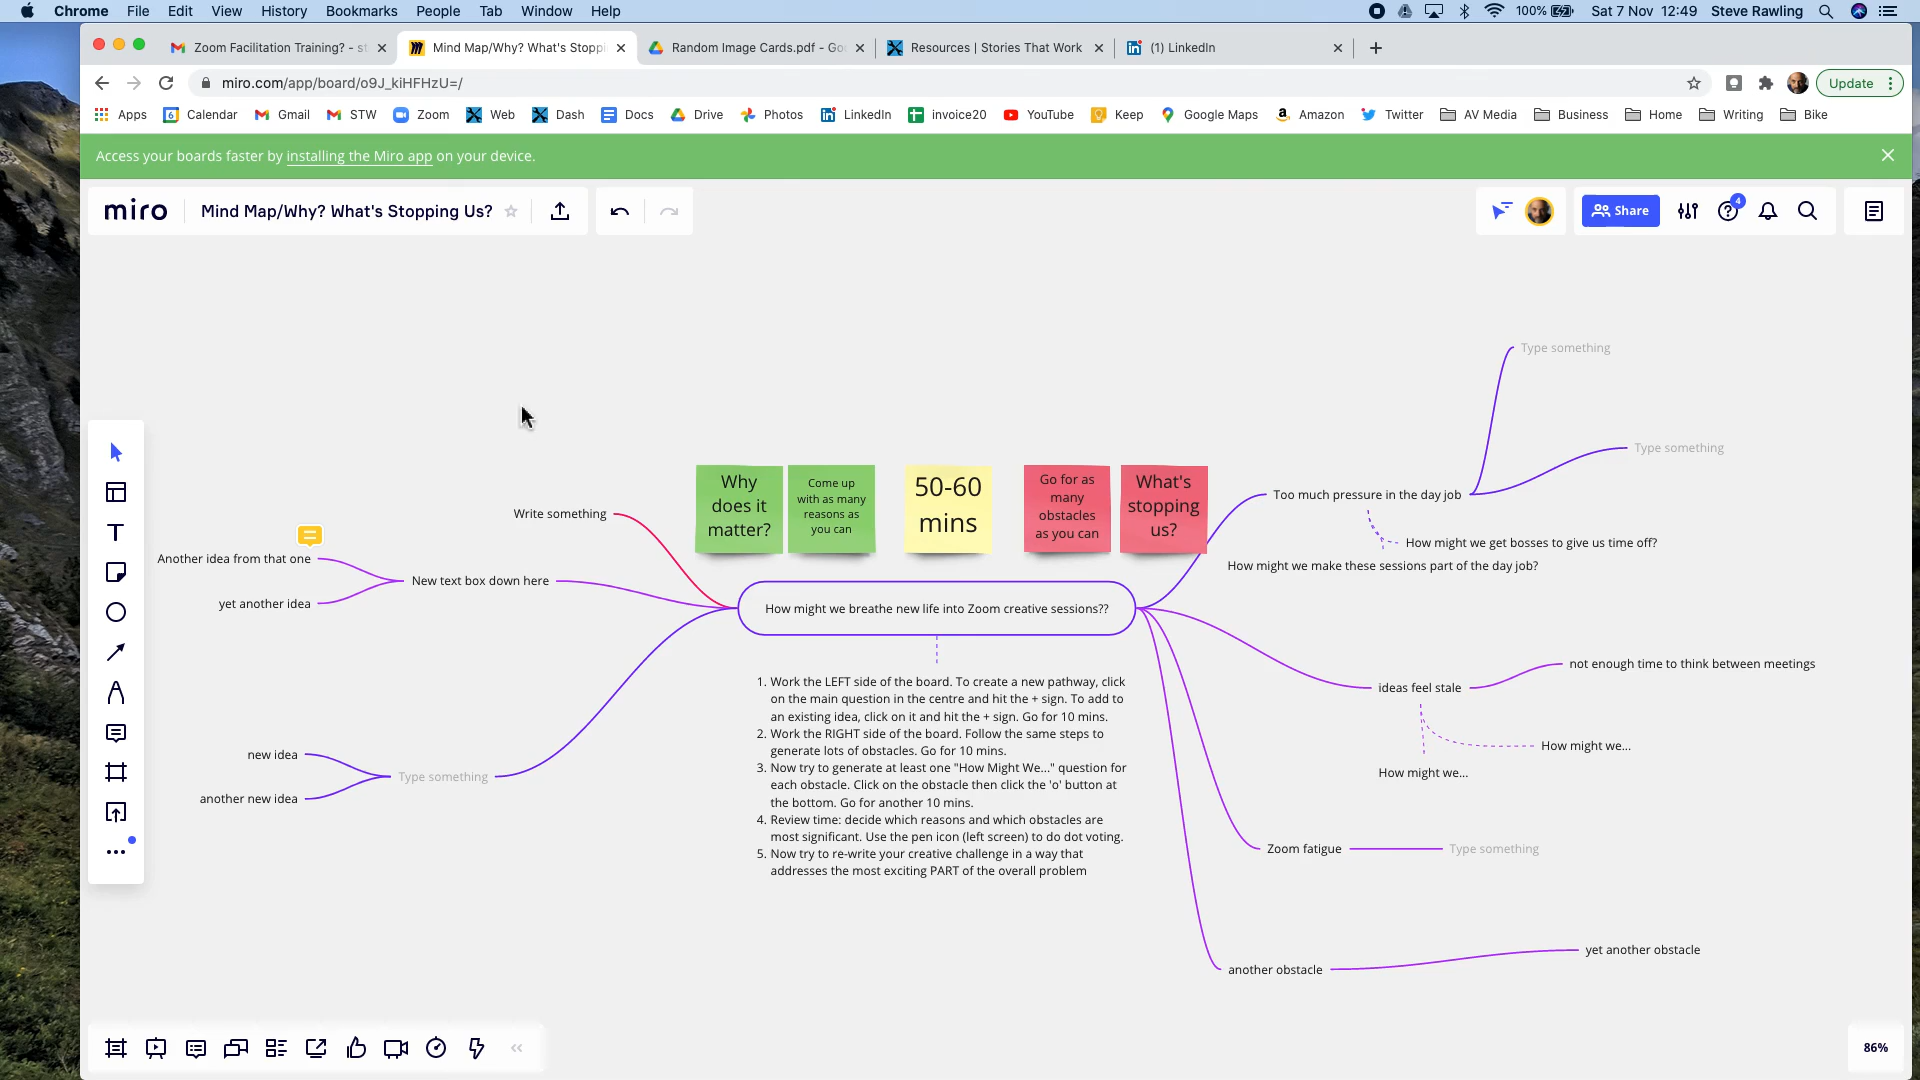 Chrome File Edit View History Bookmarks People Tab Window Help
100% Sat 7 Nov 12:49 Steve Rawling
Zoom Facilitation Training? - st
Mind Map/Why? What's Stoppi
Random Image Cards.pdf - Goo
Resources | Stories That Work
(1) LinkedIn
miro.com/app/board/o9J_kiHFHzU=/
Update
Apps Calendar Gmail STW Zoom Web Dash Docs Drive Photos LinkedIn invoice20 YouTube Keep Google Maps Amazon Twitter AV Media Business Home Writing Bike
Access your boards faster by installing the Miro app on your device.
miro
Mind Map/Why? What's Stopping Us?
Share
4
Type something
Type something
Why
does it
matter?
Come up
with as many
reasons as
you can
50-60
mins
Go for as
many
obstacles
as you can
What's
stopping
us?
Too much pressure in the day job
Write something
How might we get bosses to give us time off?
Another idea from that one
How might we make these sessions part of the day job?
New text box down here
yet another idea
How might we breathe new life into Zoom creative sessions??
not enough time to think between meetings
ideas feel stale
1. Work the LEFT side of the board. To create a new pathway, click
on the main question in the centre and hit the + sign. To add to
an existing idea, click on it and hit the + sign. Go for 10 mins.
2. Work the RIGHT side of the board. Follow the same steps to
generate lots of obstacles. Go for 10 mins.
3. Now try to generate at least one "How Might We..." question for
each obstacle. Click on the obstacle then click the 'o' button at
the bottom. Go for another 10 mins.
4. Review time: decide which reasons and which obstacles are
most significant. Use the pen icon (left screen) to do dot voting.
5. Now try to re-write your creative challenge in a way that
addresses the most exciting PART of the overall problem
How might we...
How might we...
new idea
Type something
another new idea
Zoom fatigue
Type something
yet another obstacle
another obstacle
86%